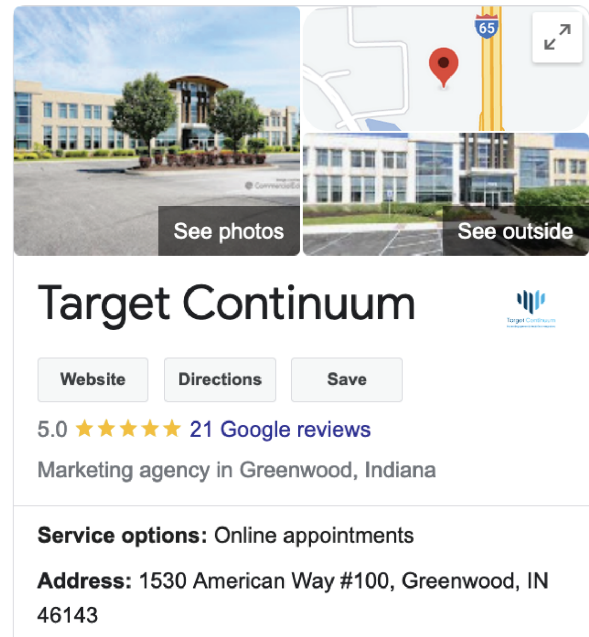 65
CommercialEd
See photos
See outside
Target Continuum
Target Continuum
Website
Directions
Save
5.0
21 Google reviews
Marketing agency in Greenwood, Indiana
Service options: Online appointments
Address: 1530 American Way #100, Greenwood, IN
46143